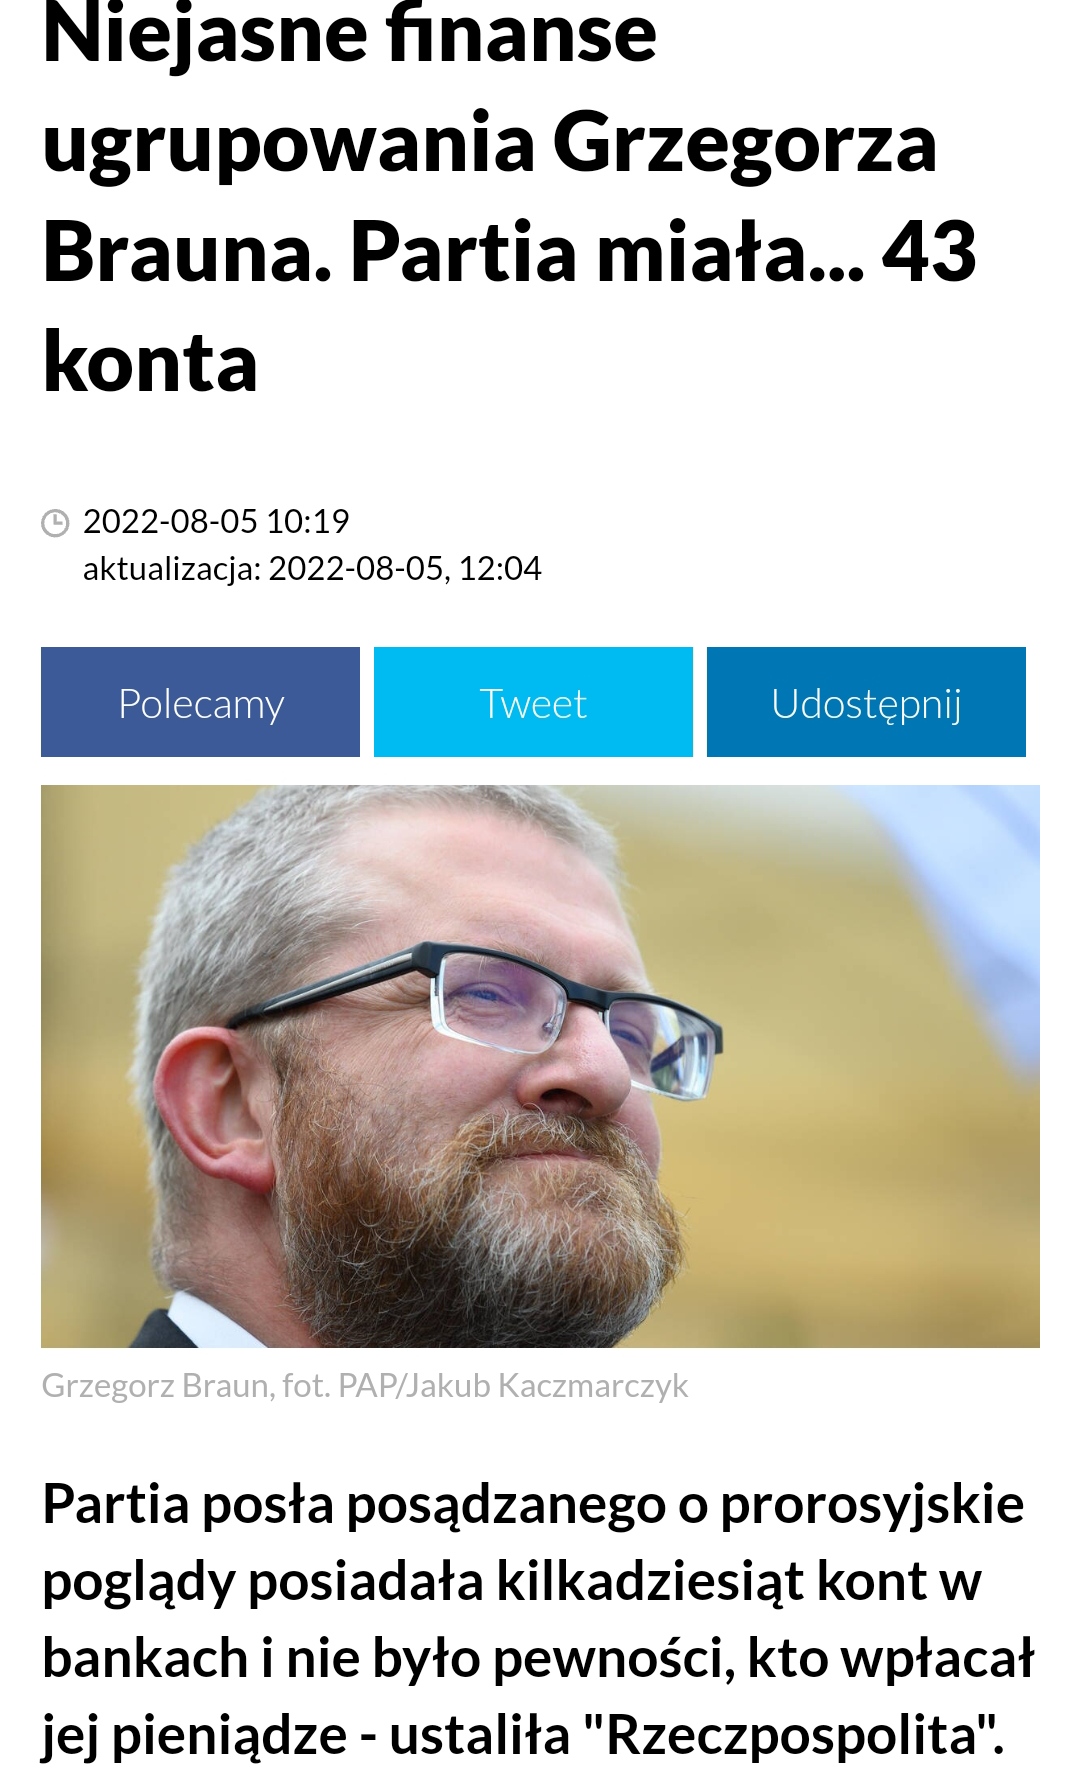 Niejasne finanse
ugrupowania Grzegorza
Brauna. Partia miała... 43
konta
2022-08-05 10:19
aktualizacja: 2022-08-05, 12:04
Polecamy
Tweet
Udostępnij
Grzegorz Braun, fot. PAP/Jakub Kaczmarczyk
Partia posła posądzanego o prorosyjskie
poglądy posiadała kilkadziesiąt kont w
bankach i nie było pewności, kto wpłacał
jej pieniądze - ustaliła "Rzeczpospolita".